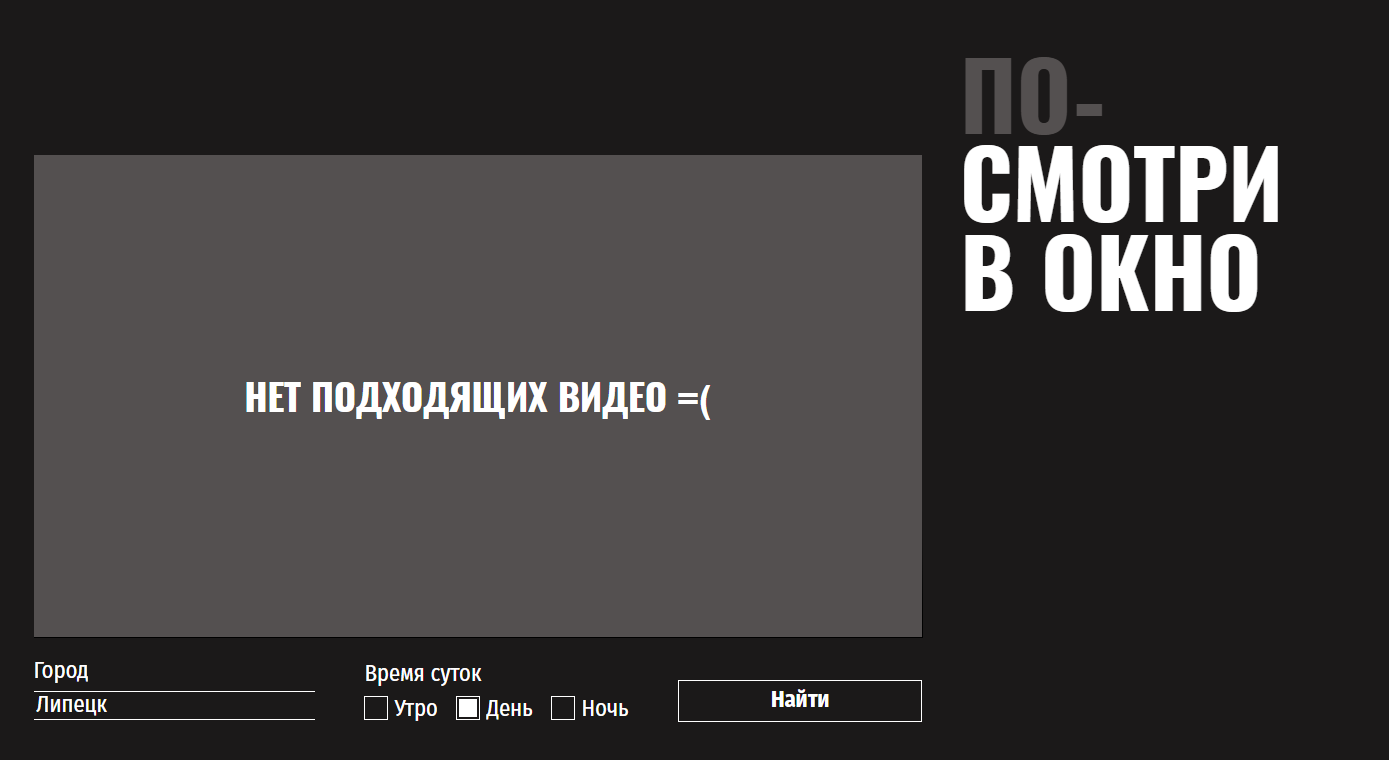 ПО-
СМОТРИ
В ОКНО
НЕТ ПОДХОДЯЩИХ ВИДЕО =(
Город
Липецк
Время суток
Утро День Ночь
Найти